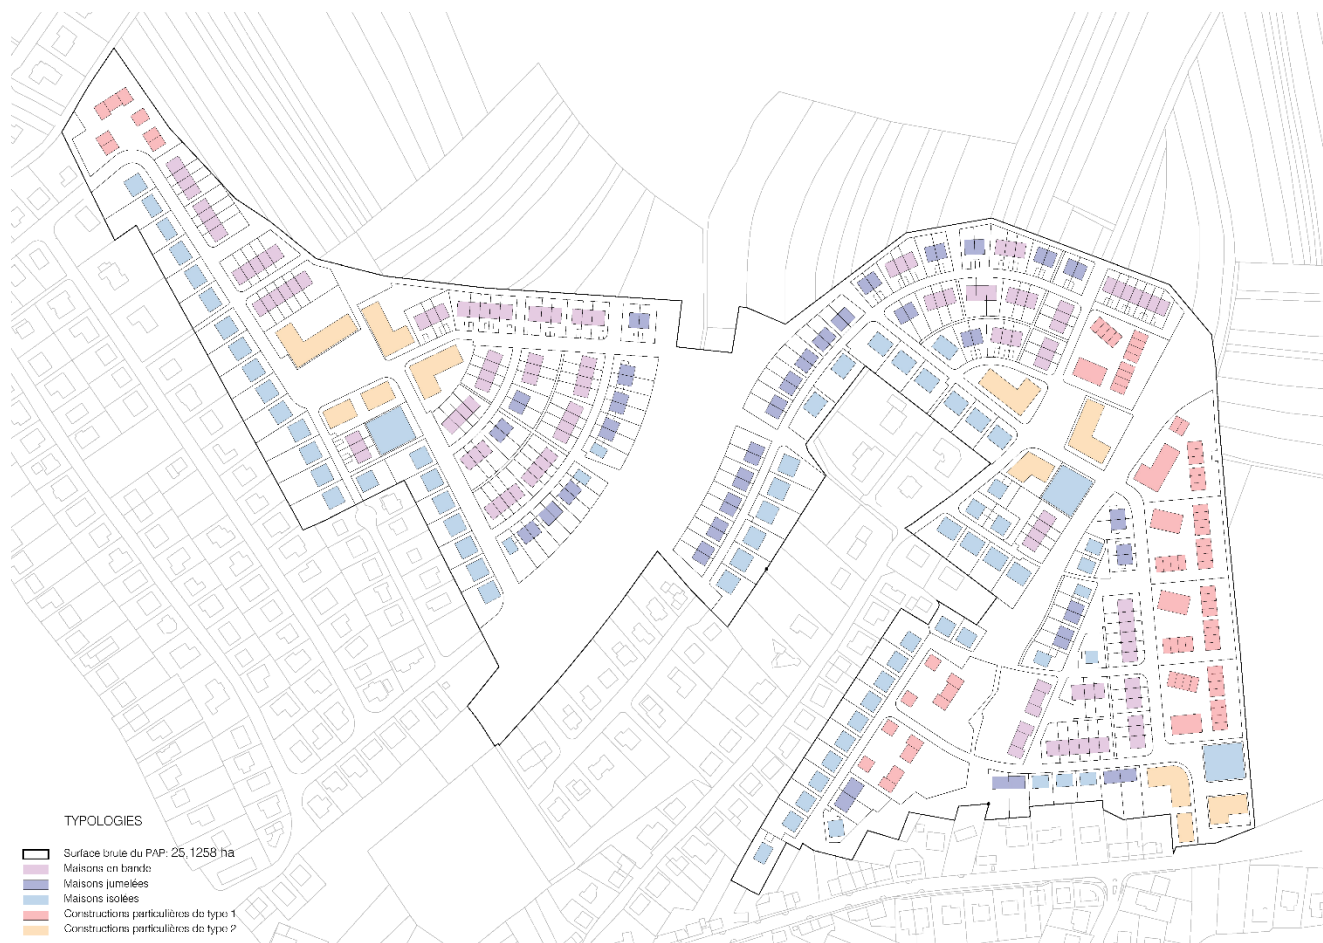 TYPOLOGIES
Surface brute du PAP: 25,1258 ha
Maisons en bande
Maisons jumelées
Maisons isolées
Constructions particulières de type 1
Constructions particulières de type 2